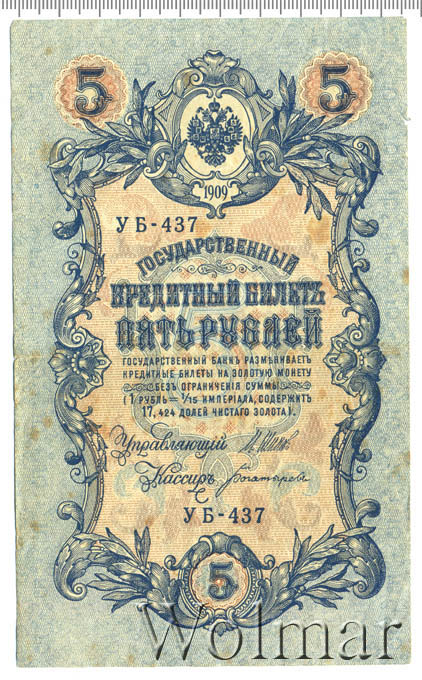 5 5
1909
УБ-437
ГОСУДАРСТВЕННЫЙ
КРЕДИТНЫЙ БИЛЕТЪ
ПЯТЬ РУБЛЕЙ
ГОСУДАРСТВЕННЫЙ БАНКЪ РАЗМѢНИВАЕТЪ
КРЕДИТНЫЕ БИЛЕТЫ НА ЗОЛОТУЮ МОНЕТУ
БЕЗЪ ОГРАНИЧЕНІЯ СУММЫ
(1 РУБЛЬ = 1/15 ИМПЕРІАЛА, СОДЕРЖИТЪ
17,424 ДОЛЕЙ ЧИСТАГО ЗОЛОТА).
Управляющій
Кассиръ Богатыревъ
УБ-437
5
Wolmar